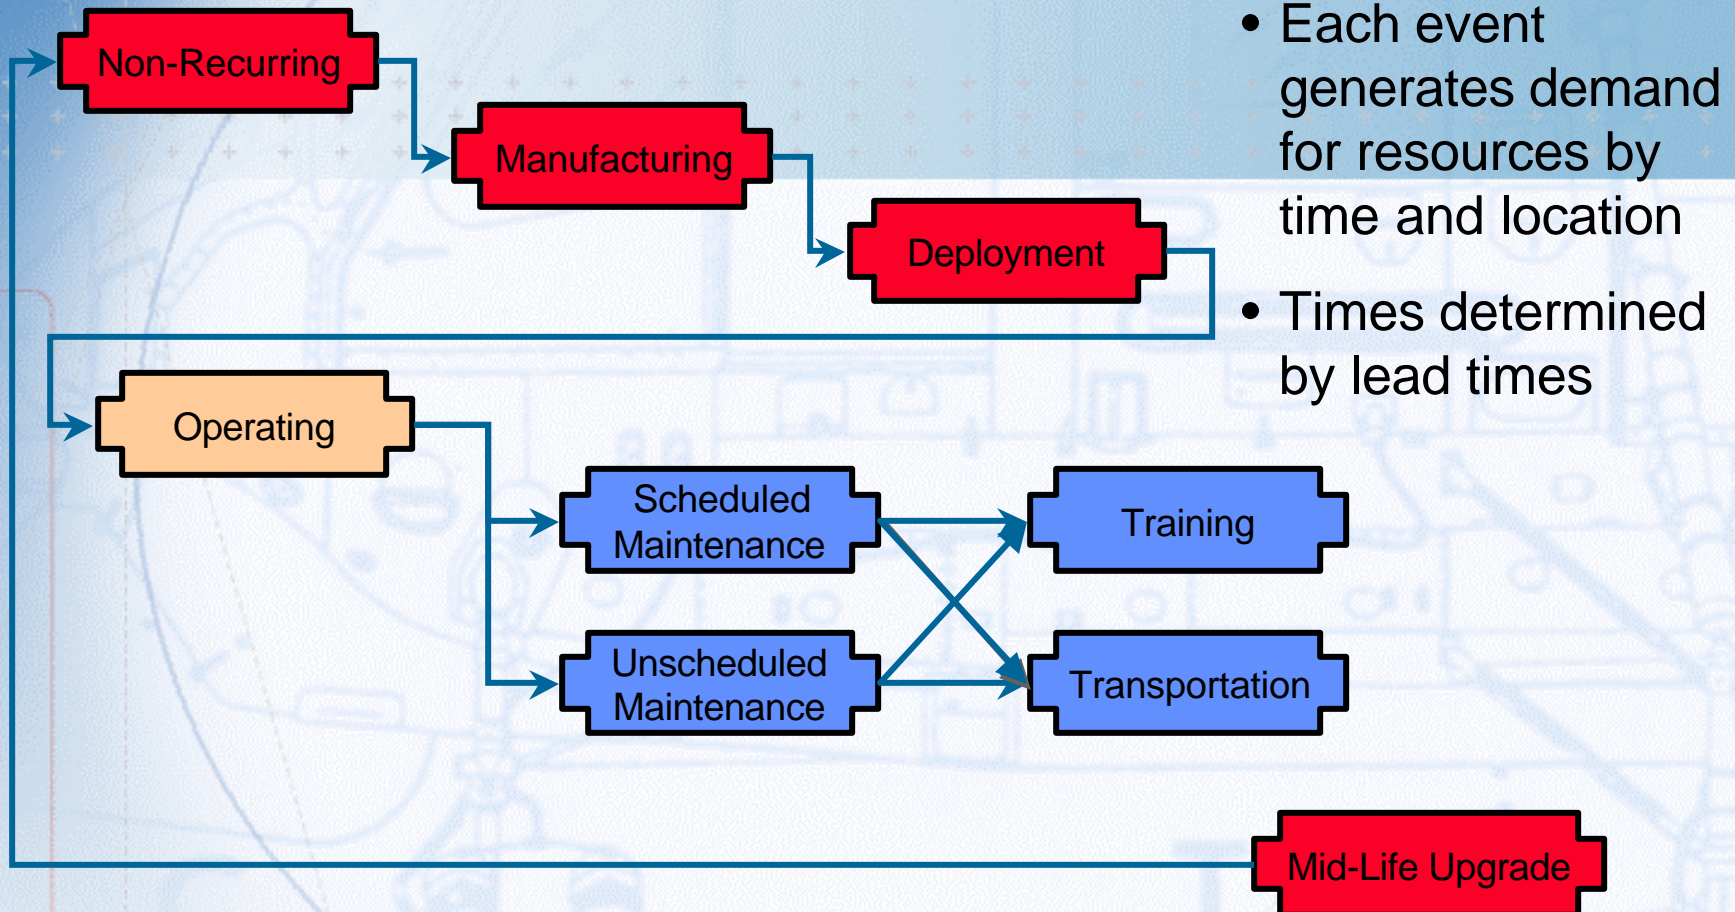 Non-Recurring
Manufacturing
Deployment
Operating
Scheduled
Maintenance
Unscheduled
Maintenance
Training
Transportation
Mid-Life Upgrade
• Each event
generates demand
for resources by
time and location
• Times determined
by lead times